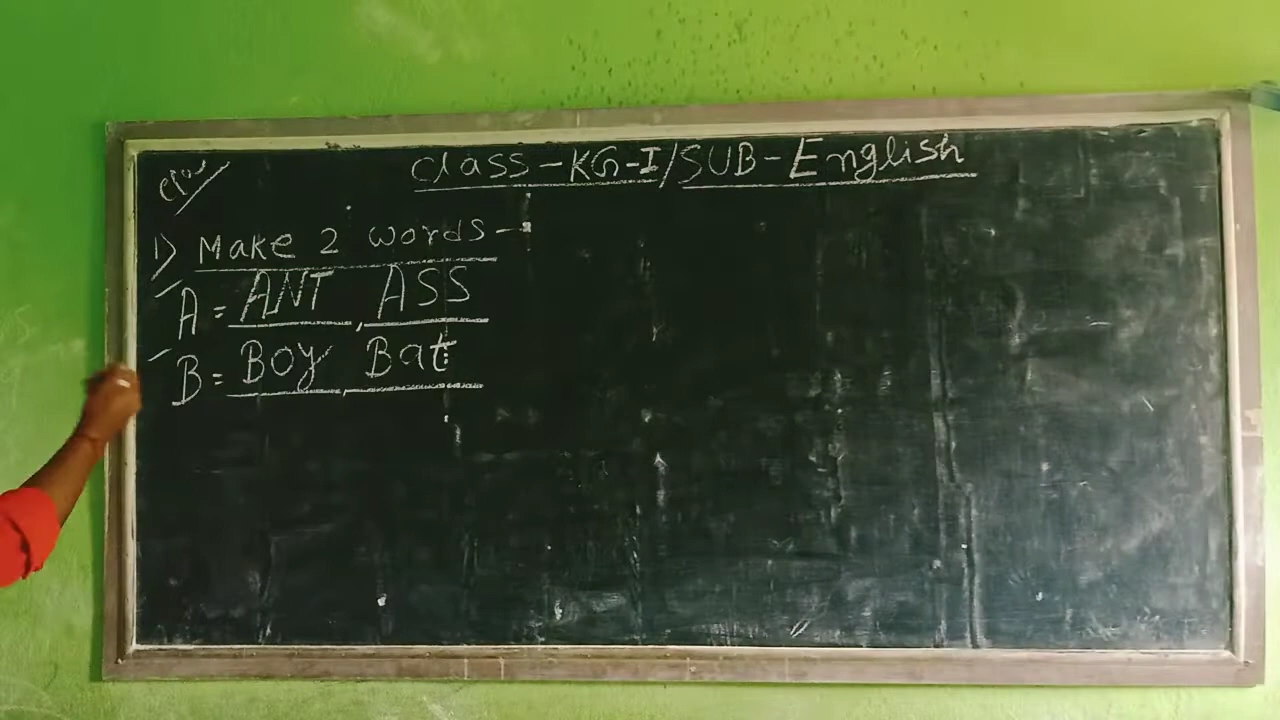 Class-KG-I/SUB-English
C.W
1) Make 2 words-
A= ANT, ASS
B= Boy, Bat